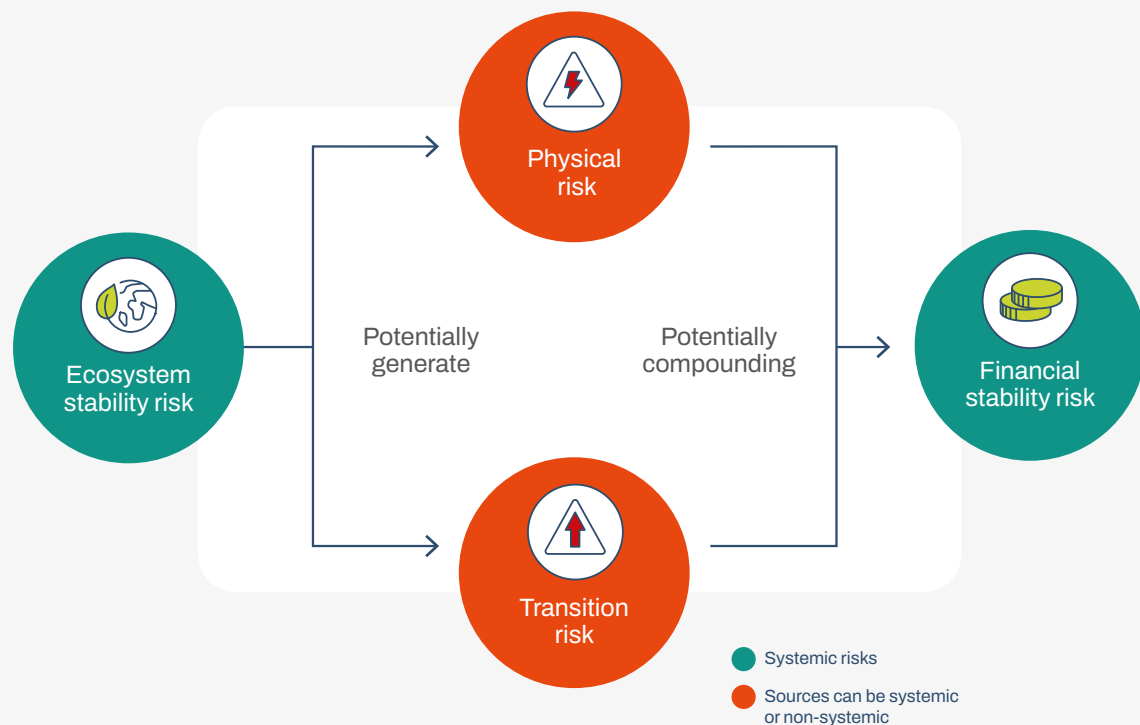 Physical
risk
Ecosystem
stability risk
Potentially
generate
Potentially
compounding
Financial
stability risk
Transition
risk
Systemic risks
Sources can be systemic
or non-systemic